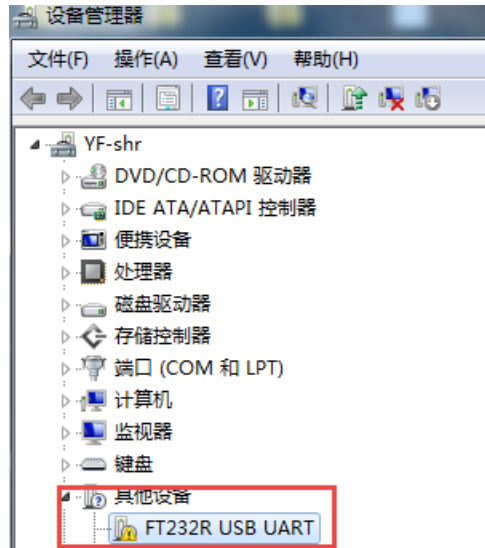 设备管理器
文件(F) 操作(A) 查看(V) 帮助(H)
YF-shr
DVD/CD-ROM 驱动器
IDE ATA/ATAPI 控制器
便携设备
处理器
磁盘驱动器
存储控制器
端口 (COM 和 LPT)
计算机
监视器
键盘
其他设备
FT232R USB UART